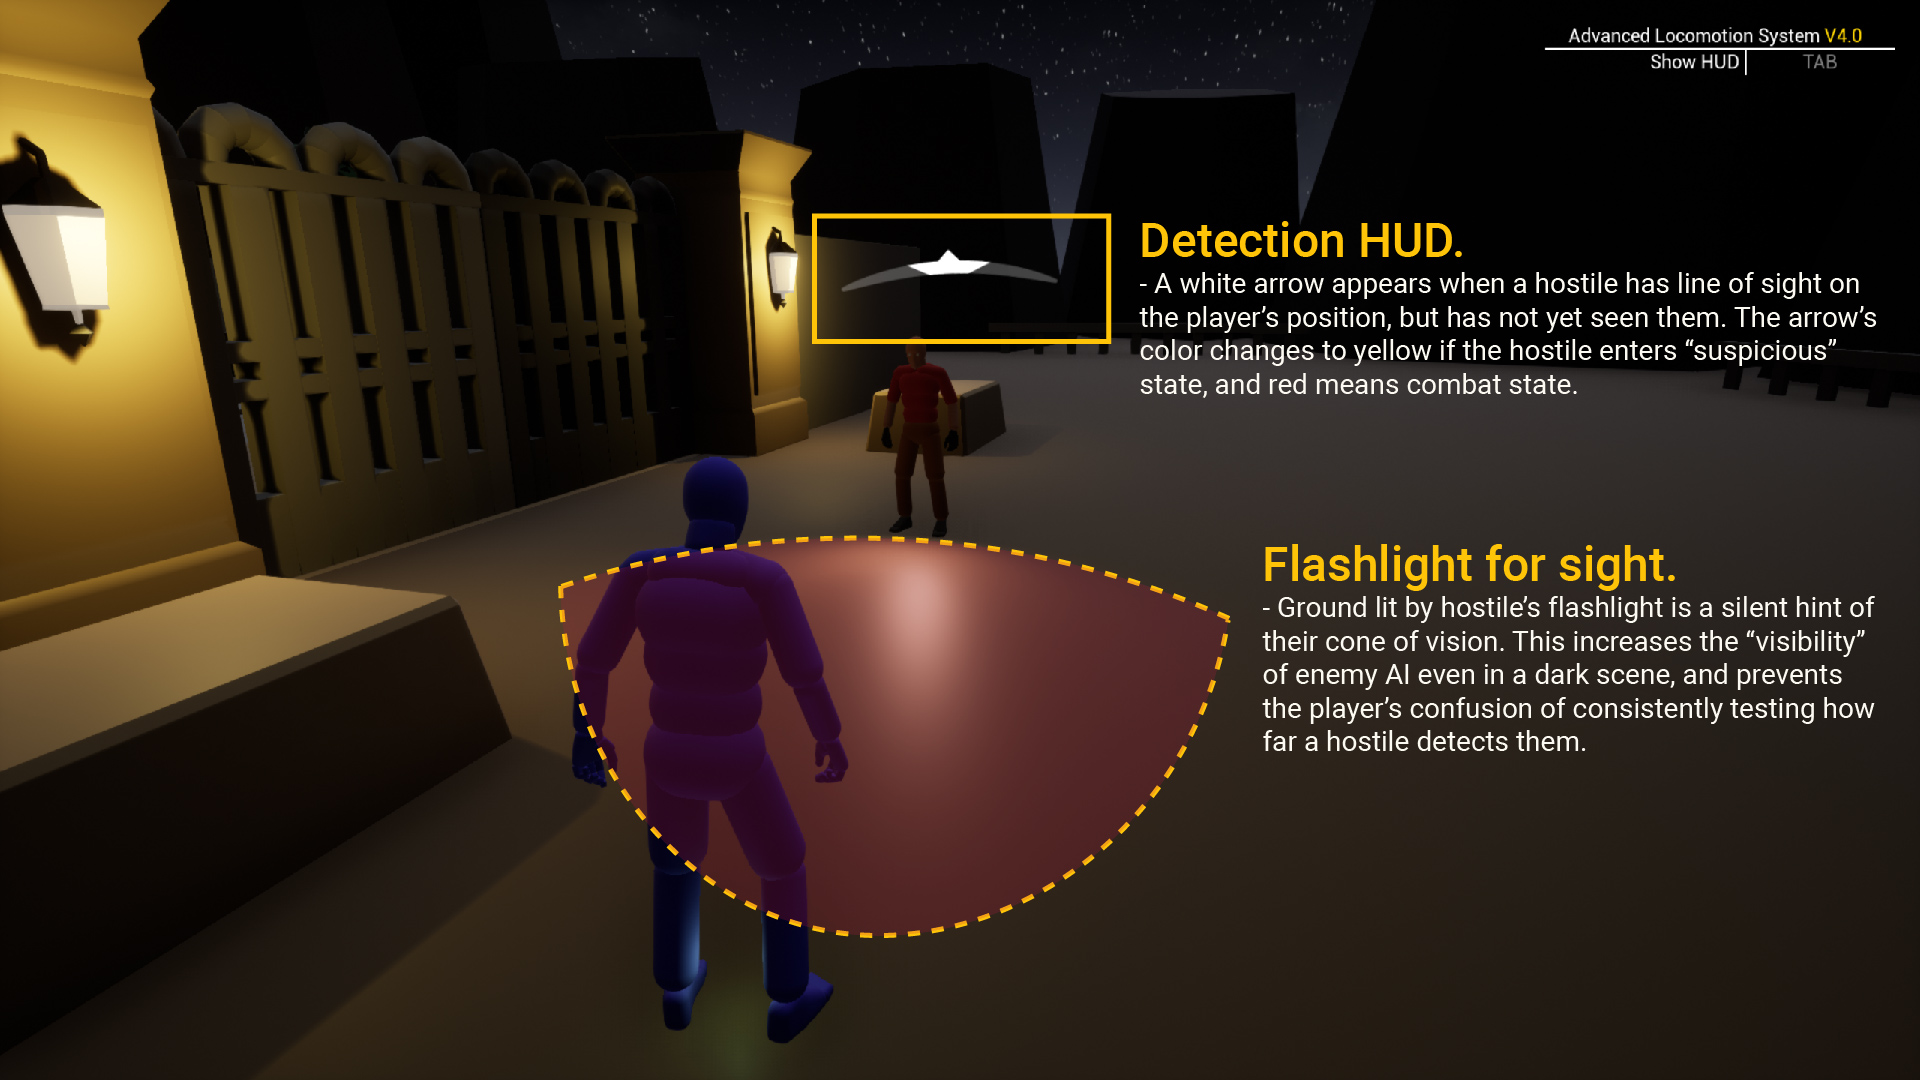 Advanced Locomotion System V4.0
Show HUD TAB
Detection HUD.
- A white arrow appears when a hostile has line of sight on
the player’s position, but has not yet seen them. The arrow’s
color changes to yellow if the hostile enters “suspicious”
state, and red means combat state.
Flashlight for sight.
- Ground lit by hostile’s flashlight is a silent hint of
their cone of vision. This increases the “visibility”
of enemy AI even in a dark scene, and prevents
the player’s confusion of consistently testing how
far a hostile detects them.